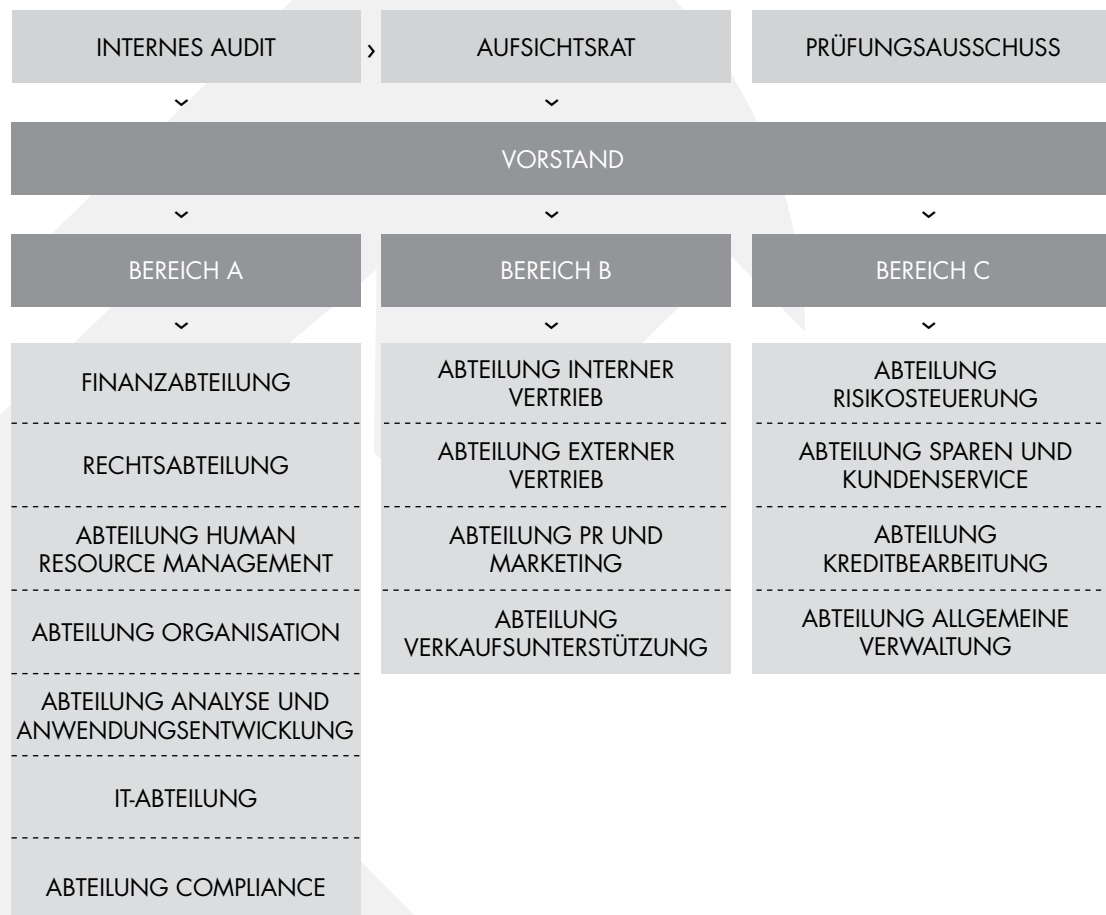 INTERNES AUDIT › AUFSICHTSRAT PRÜFUNGSAUSSCHUSS
VORSTAND
BEREICH A
BEREICH B
BEREICH C
FINANZABTEILUNG
RECHTSABTEILUNG
ABTEILUNG HUMAN
RESOURCE MANAGEMENT
ABTEILUNG ORGANISATION
ABTEILUNG ANALYSE UND
ANWENDUNGSENTWICKLUNG
IT-ABTEILUNG
ABTEILUNG COMPLIANCE
ABTEILUNG INTERNER
VERTRIEB
ABTEILUNG EXTERNER
VERTRIEB
ABTEILUNG PR UND
MARKETING
ABTEILUNG
VERKAUFSUNTERSTÜTZUNG
ABTEILUNG
RISIKOSTEUERUNG
ABTEILUNG SPAREN UND
KUNDENSERVICE
ABTEILUNG
KREDITBEARBEITUNG
ABTEILUNG ALLGEMEINE
VERWALTUNG